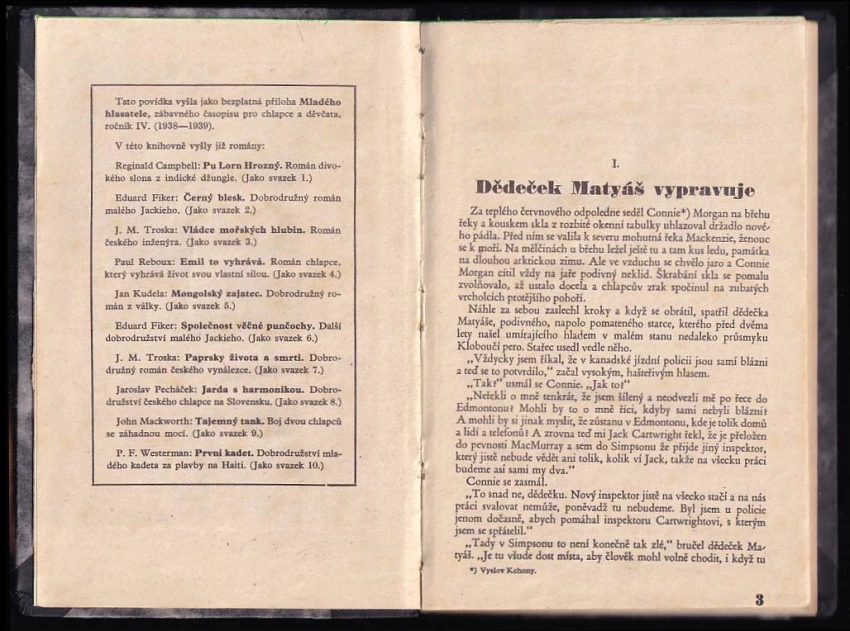 Tato povídka vyšla jako bezplatná příloha Mladého
hlasatele, zábavného časopisu pro chlapce a děvčata,
ročník IV. (1938—1939).
V této knihovně vyšly již romány:
Reginald Campbell: Pu Lorn Hrozný. Román divo-
kého slona z indické džungle. (Jako svazek 1.)
Eduard Fiker: Černý blesk. Dobrodružný román
malého Jackieho. (Jako svazek 2.)
J. M. Troska: Vládce mořských hlubin. Román
českého inženýra. (Jako svazek 3.)
Paul Reboux: Emil to vyhrává. Román chlapce,
který vyhrává život svou vlastní silou. (Jako svazek 4.)
Jan Kudela: Mongolský zajatec. Dobrodružný ro-
mán z války. (Jako svazek 5.)
Eduard Fiker: Společnost věčné punčochy. Další
dobrodružství malého Jackieho. (Jako svazek 6.)
J. M. Troska: Paprsky života a smrti. Dobro-
družný román českého vynálezce. (Jako svazek 7.)
Jaroslav Pecháček: Jarda s harmonikou. Dobro-
družství českého chlapce na Slovensku. (Jako svazek 8.)
John Mackworth: Tajemný tank. Boj dvou chlapců
se záhadnou mocí. (Jako svazek 9.)
P. F. Westerman: První kadet. Dobrodružství mla-
dého kadeta za plavby na Haiti. (Jako svazek 10.)
I.
Dědeček Matyáš vypravuje
Za teplého červnového odpoledne seděl Connie*) Morgan na břehu
řeky a kouskem skla z rozbité okenní tabulky uhlazoval držadlo nové-
ho pádla. Před ním se valila k severu mohutná řeka Mackenzie, ženouc
se k moři. Na mělčinách u břehu ležel ještě tu a tam kus ledu, památka
na dlouhou arktickou zimu. Ale ve vzduchu se chvělo jaro a Connie
Morgan cítil vždy na jaře podivný neklid. Škrabání skla se pomalu
zvolňovalo, až ustalo docela a chlapcův zrak spočinul na zubatých
vrcholcích protějšího pohoří.
Náhle za sebou zaslechl kroky a když se obrátil, spatřil dědečka
Matyáše, podivného, napolo pomateného starce, kterého před dvěma
lety našel umírajícího hladem v malém stanu nedaleko průsmyku
Kloboučí pero. Stařec usedl vedle něho.
„Vždycky jsem říkal, že v kanadské jízdní policii jsou samí blázni
a teď se to potvrdilo,“ začal vysokým, hašteřivým hlasem.
„Tak?“ usmál se Connie. „Jak to?“
„Neřekli o mně tenkrát, že jsem šílený a neodvezli mě po řece do
Edmontonu? Mohli by to o mně říci, kdyby sami nebyli blázni?
A mohli by si jinak myslit, že zůstanu v Edmontonu, kde je tolik domů
a lidí a telefonů? A zrovna teď mi Jack Cartwright řekl, že je přeložen
do pevnosti MacMurray a sem do Simpsonu že přijde jiný inspektor,
který jistě nebude vědět ani tolik, kolik ví Jack, takže na všecku práci
budeme asi sami my dva.“
Connie se zasmál.
„To snad ne, dědečku. Nový inspektor jistě na všecko stačí a na nás
práci svalovat nemůže, poněvadž tu nebudeme. Byl jsem u policie
jenom dočasně, abych pomáhal inspektoru Cartwrightovi, s kterým
jsem se spřátelil.“
„Tady v Simpsonu to není konečně tak zlé,“ bručel dědeček Ma-
tyáš. „Je tu všude dost místa, aby člověk mohl volně chodit, i když tu
*) Vyslov Kchony.
3